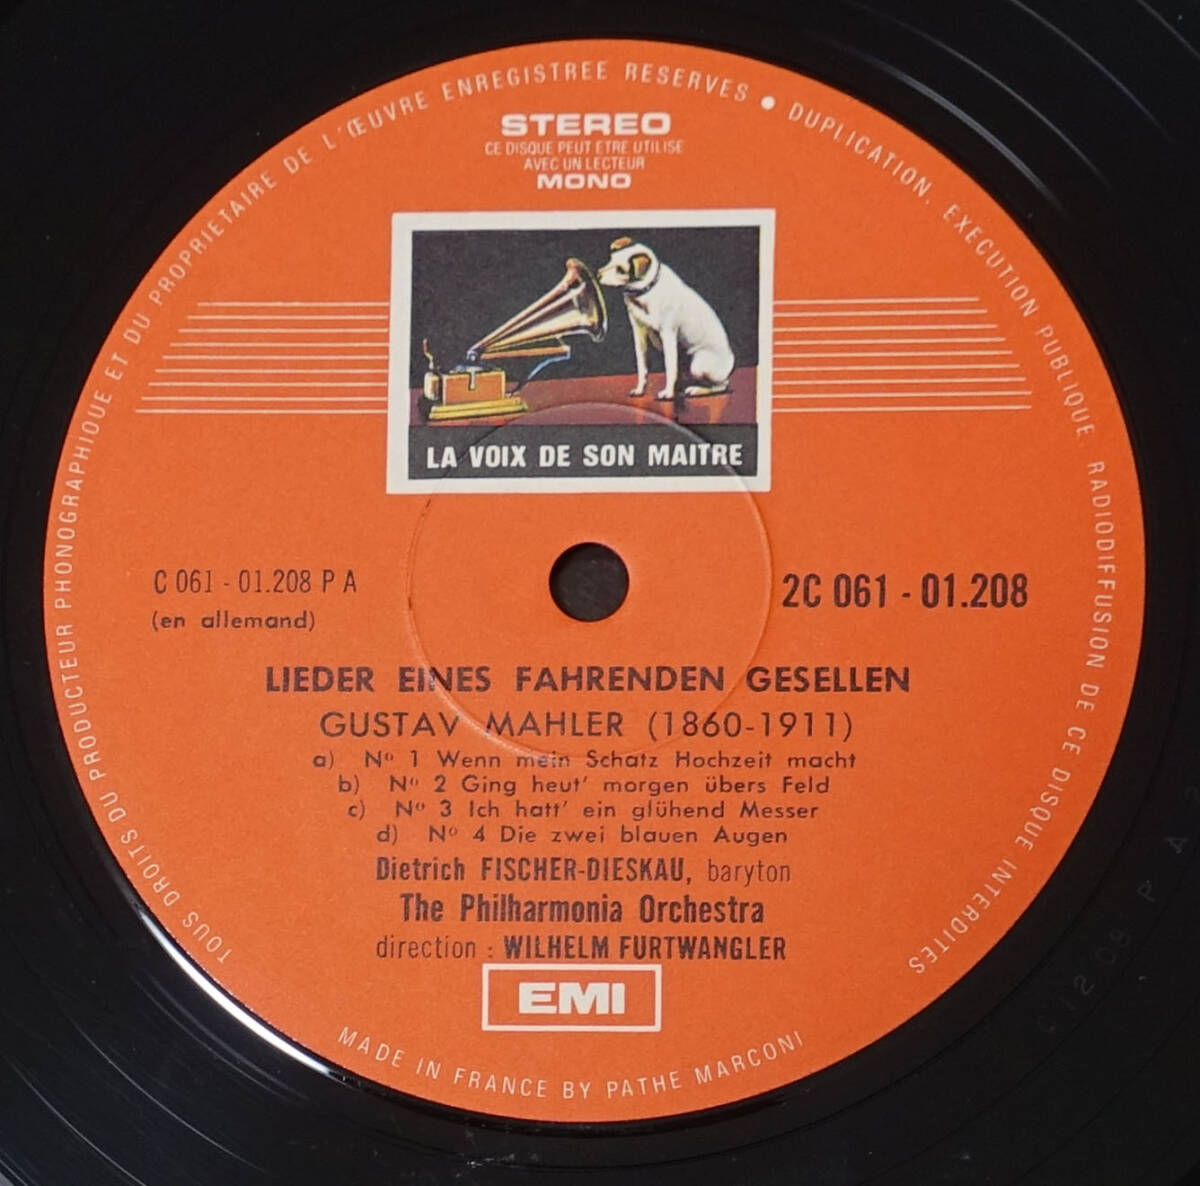 TOUS DROITS DU PRODUCTEUR PHONOGRAPHIQUE ET DU PROPRIETAIRE DE L'ŒUVRE ENREGISTREE RESERVES • DUPLICATION. EXECUTION PUBLIQUE RADIODIFFUSION DE CE DISQUE INTERDITES
STEREO
CE DISQUE PEUT ETRE UTILISE
AVEC UN LECTEUR
MONO
LA VOIX DE SON MAITRE
C 061 - 01.208 P A
2C 061 - 01.208
(en allemand)
LIEDER EINES FAHRENDEN GESELLEN
GUSTAV MAHLER (1860-1911)
a) Nº 1 Wenn mein Schatz Hochzeit macht
b) Nº 2 Ging heut' morgen übers Feld
c) Nº 3 Ich hatt' ein glühend Messer
d) Nº 4 Die zwei blauen Augen
Dietrich FISCHER-DIESKAU, baryton
The Philharmonia Orchestra
direction : WILHELM FURTWANGLER
EMI
MADE IN FRANCE BY PATHE MARCONI